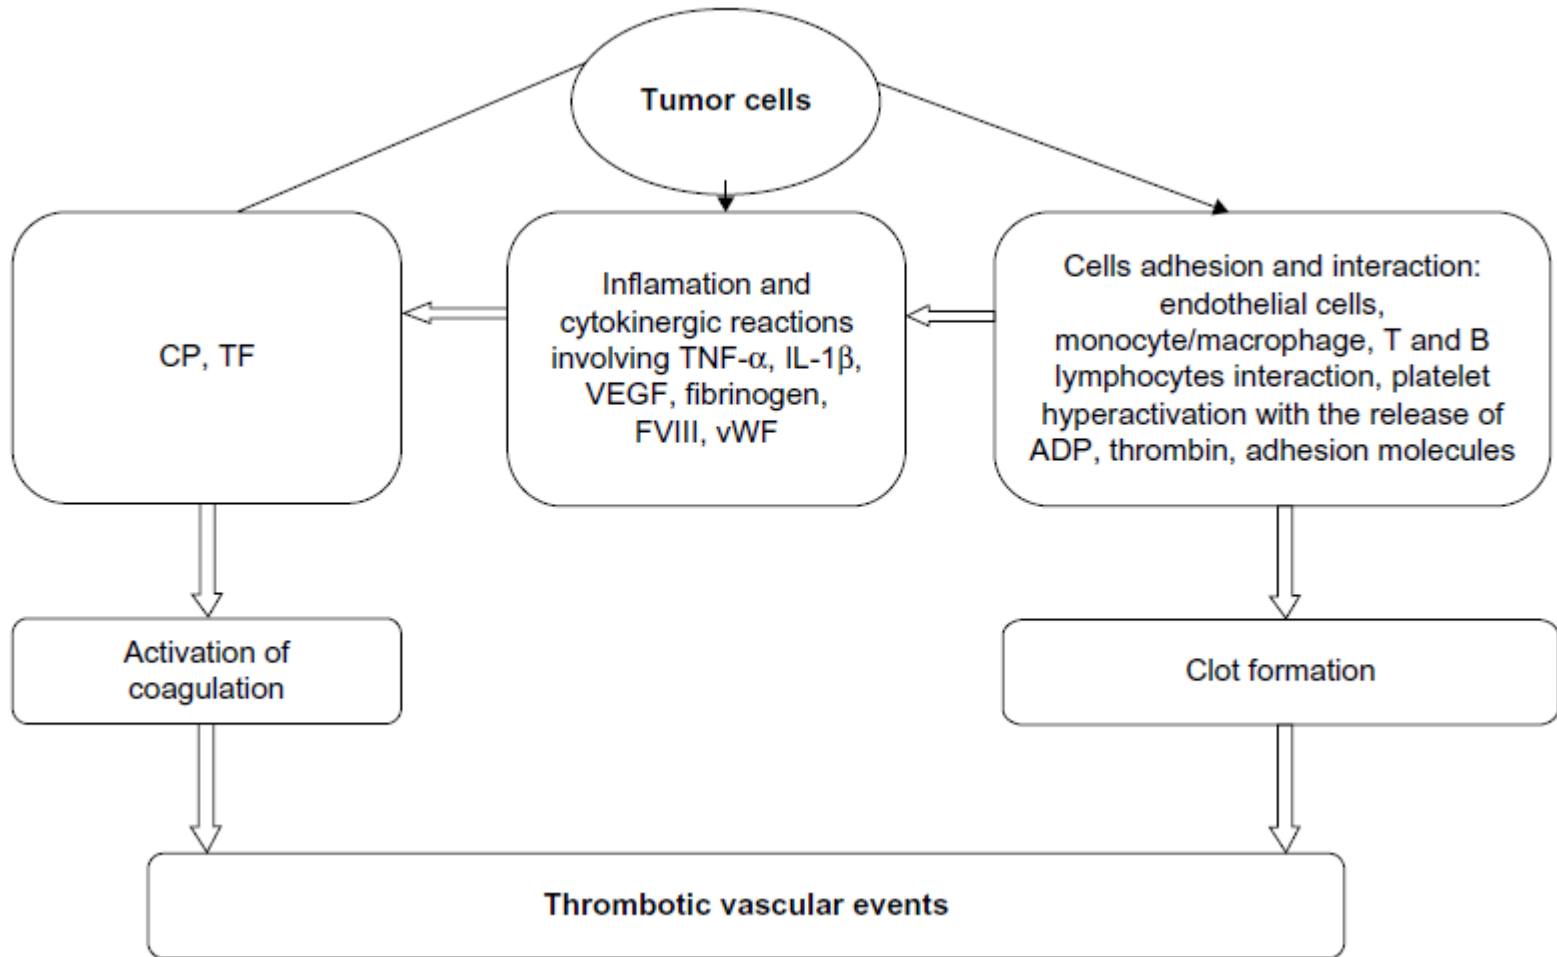 Tumor cells
CP, TF
Inflamation and
cytokinergic reactions
involving TNF-α, IL-1β,
VEGF, fibrinogen,
FVIII, vWF
Cells adhesion and interaction:
endothelial cells,
monocyte/macrophage, T and B
lymphocytes interaction, platelet
hyperactivation with the release of
ADP, thrombin, adhesion molecules
Activation of
coagulation
Clot formation
Thrombotic vascular events